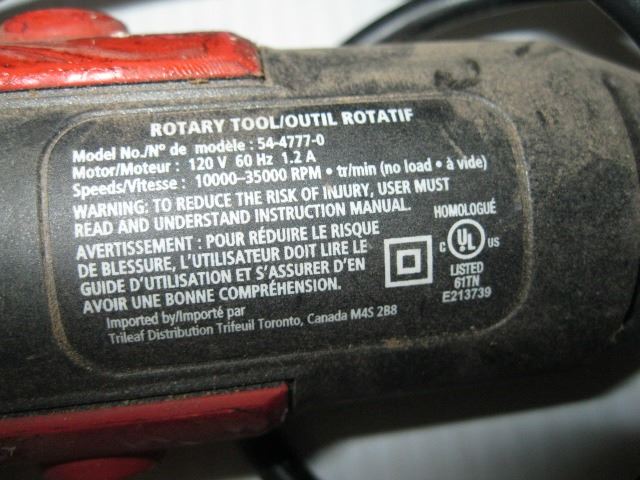 ROTARY TOOL/OUTIL ROTATIF
Model No./Nº de modèle : 54-4777-0
Motor/Moteur : 120 V 60 Hz 1.2 A
Speeds/Vitesse : 10000–35000 RPM • tr/min (no load • à vide)
WARNING: TO REDUCE THE RISK OF INJURY, USER MUST
READ AND UNDERSTAND INSTRUCTION MANUAL.
AVERTISSEMENT : POUR RÉDUIRE LE RISQUE
DE BLESSURE, L'UTILISATEUR DOIT LIRE LE
GUIDE D'UTILISATION ET S'ASSURER D'EN
AVOIR UNE BONNE COMPRÉHENSION.
Imported by/Importé par
Trileaf Distribution Trifeuil Toronto, Canada M4S 2B8
HOMOLOGUÉ
C UL US
LISTED
61TN
E213739